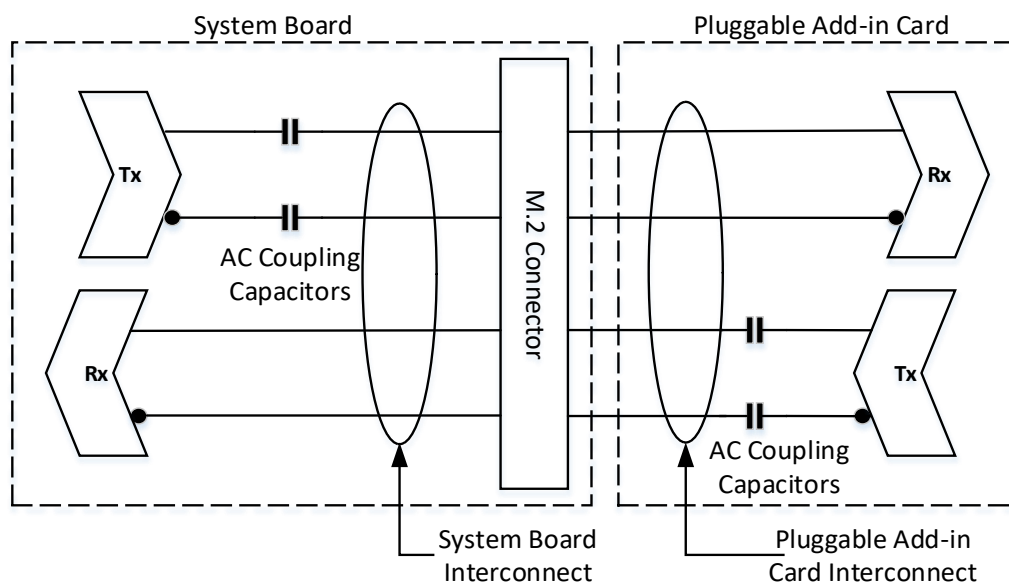 System Board
Pluggable Add-in Card
Tx
Rx
AC Coupling
Capacitors
M.2 Connector
Rx
Tx
AC Coupling
Capacitors
System Board
Interconnect
Pluggable Add-in
Card Interconnect